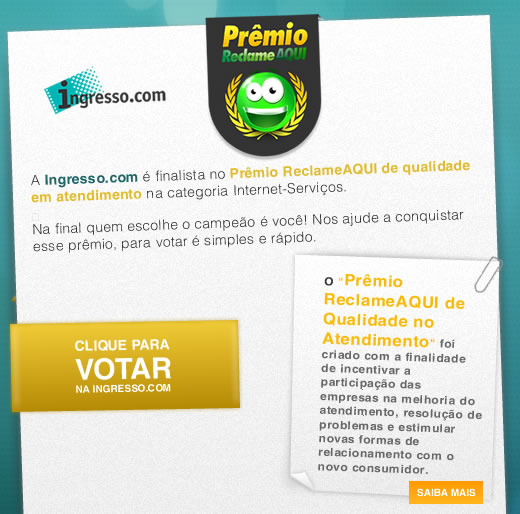 Prêmio
ReclameAQUI
ingresso.com
A Ingresso.com é finalista no Prêmio ReclameAQUI de qualidade
em atendimento na categoria Internet-Serviços.
Na final quem escolhe o campeão é você! Nos ajude a conquistar
esse prêmio, para votar é simples e rápido.
CLIQUE PARA
VOTAR
NA INGRESSO.COM
O "Prêmio
ReclameAQUI de
Qualidade no
Atendimento" foi
criado com a finalidade
de incentivar a
participação das
empresas na melhoria do
atendimento, resolução de
problemas e estimular
novas formas de
relacionamento com o
novo consumidor.
SAIBA MAIS